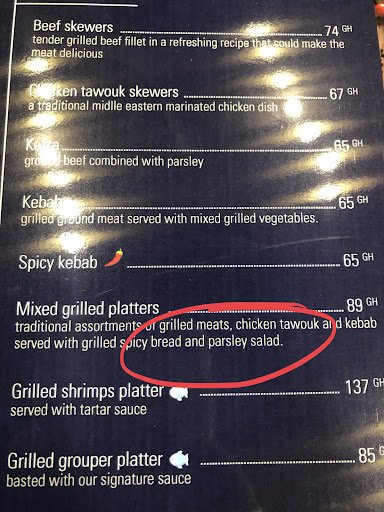 Beef skewers 74 GH
tender grilled beef fillet in a refreshing recipe that could make the
meat delicious
Chicken tawouk skewers 67 GH
a traditional midlle eastern marinated chicken dish
65 GH
ground beef combined with parsley
Kebab 65 GH
grilled ground meat served with mixed grilled vegetables.
Spicy kebab 65 GH
Mixed grilled platters 89 GH
traditional assortments of grilled meats, chicken tawouk and kebab
served with grilled spicy bread and parsley salad.
Grilled shrimps platter 137 GH
served with tartar sauce
Grilled grouper platter 85 GH
basted with our signature sauce